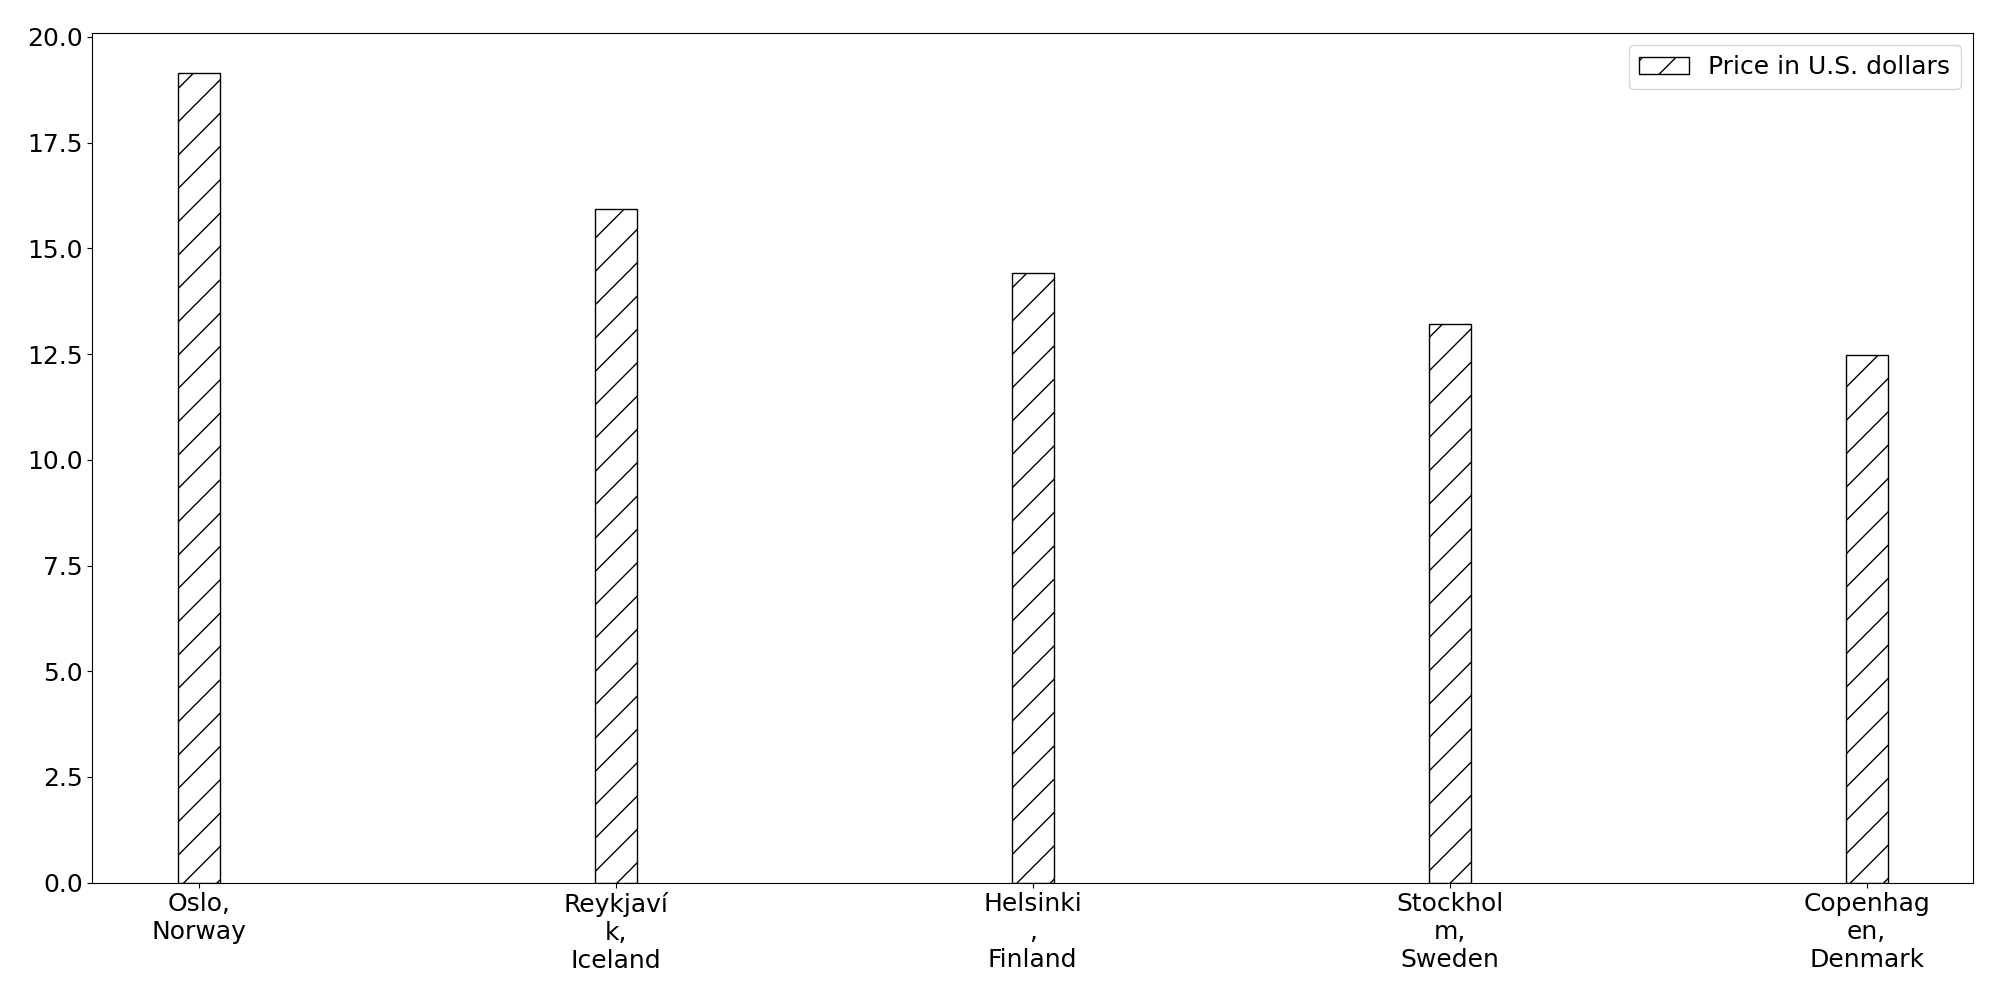 20.0
17.5
15.0
12.5
10.0
7.5
5.0
2.5
0.0
Price in U.S. dollars
Oslo,
Norway
Reykjaví
k,
Iceland
Helsinki
,
Finland
Stockhol
m,
Sweden
Copenhag
en,
Denmark